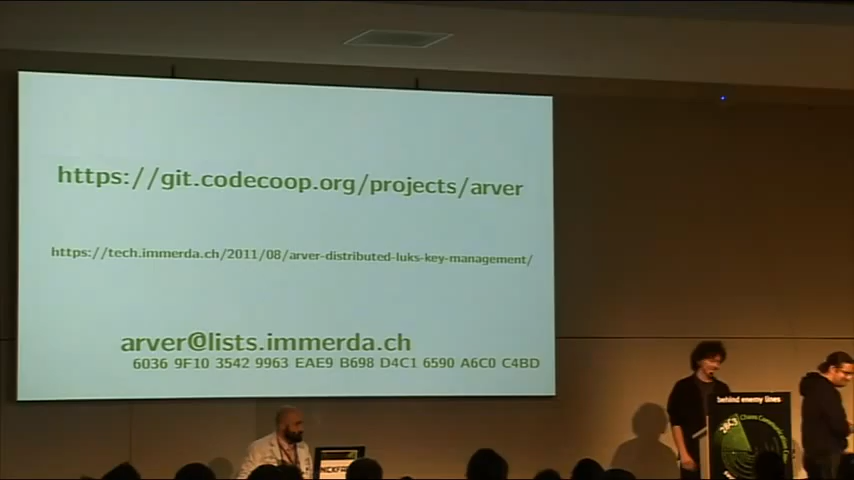 https://git.codecoop.org/projects/arver
https://tech.immerda.ch/2011/08/arver-distributed-luks-key-management/
arver@lists.immerda.ch
6036 9F10 3542 9963 EAE9 B698 D4C1 6590 A6C0 C4BD
behind enemy lines
28C3